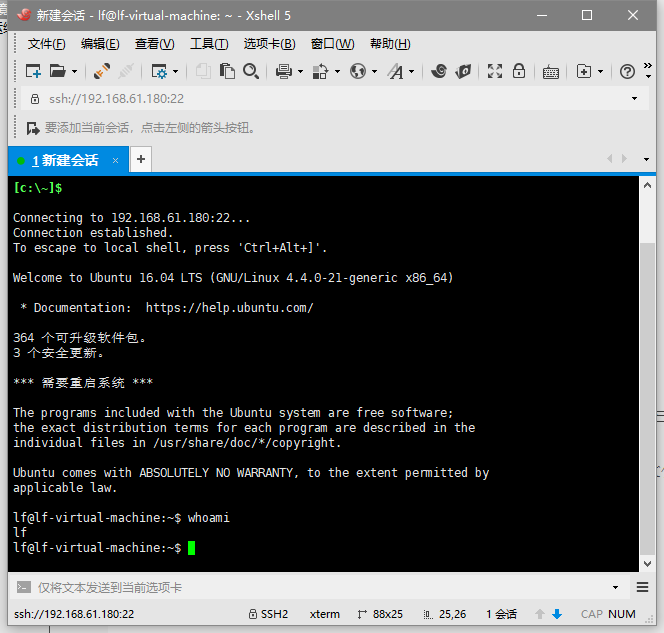 新建会话 - lf@lf-virtual-machine: ~ - Xshell 5
文件(F) 编辑(E) 查看(V) 工具(T) 选项卡(B) 窗口(W) 帮助(H)
ssh://192.168.61.180:22
要添加当前会话，点击左侧的箭头按钮。
1 新建会话
[c:\~]$
Connecting to 192.168.61.180:22...
Connection established.
To escape to local shell, press 'Ctrl+Alt+]'.
Welcome to Ubuntu 16.04 LTS (GNU/Linux 4.4.0-21-generic x86_64)
* Documentation:  https://help.ubuntu.com/
364 个可升级软件包。
3 个安全更新。
*** 需要重启系统 ***
The programs included with the Ubuntu system are free software;
the exact distribution terms for each program are described in the
individual files in /usr/share/doc/*/copyright.
Ubuntu comes with ABSOLUTELY NO WARRANTY, to the extent permitted by
applicable law.
lf@lf-virtual-machine:~$ whoami
lf
lf@lf-virtual-machine:~$
仅将文本发送到当前选项卡
ssh://192.168.61.180:22 SSH2 xterm 88x25 25,26 1 会话 CAP NUM